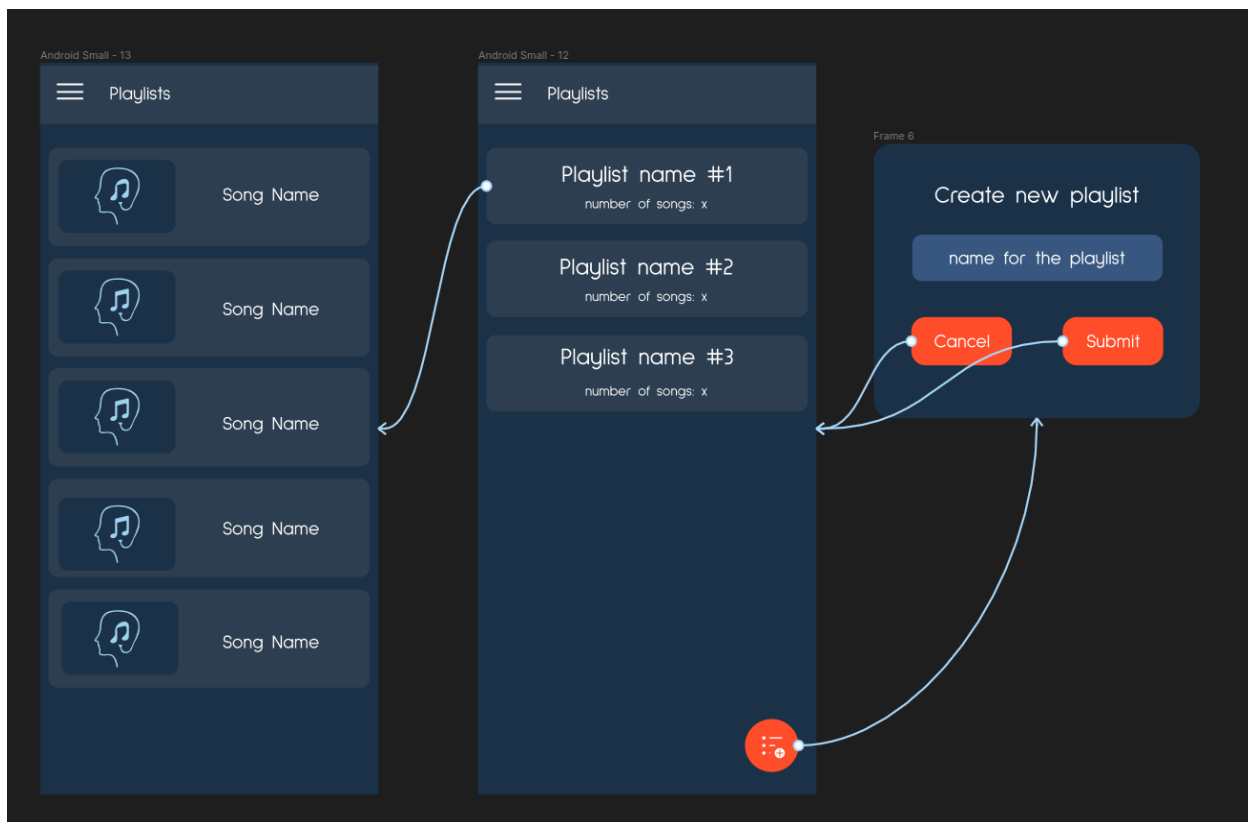 Android Small - 13
Playlists
Song Name
Song Name
Song Name
Song Name
Song Name
Android Small - 12
Playlists
Playlist name #1
number of songs: x
Playlist name #2
number of songs: x
Playlist name #3
number of songs: x
Frame 6
Create new playlist
name for the playlist
Cancel
Submit